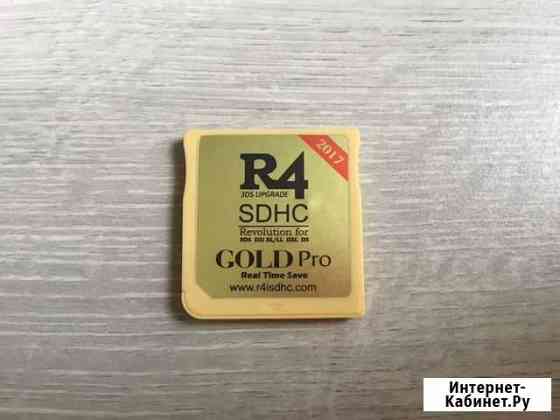 2017
R4
3DS UPGRADE
SDHC
Revolution for
GOLD Pro
Real Time Save
www.r4isdhc.com
Интернет-
Кабинет.Ру